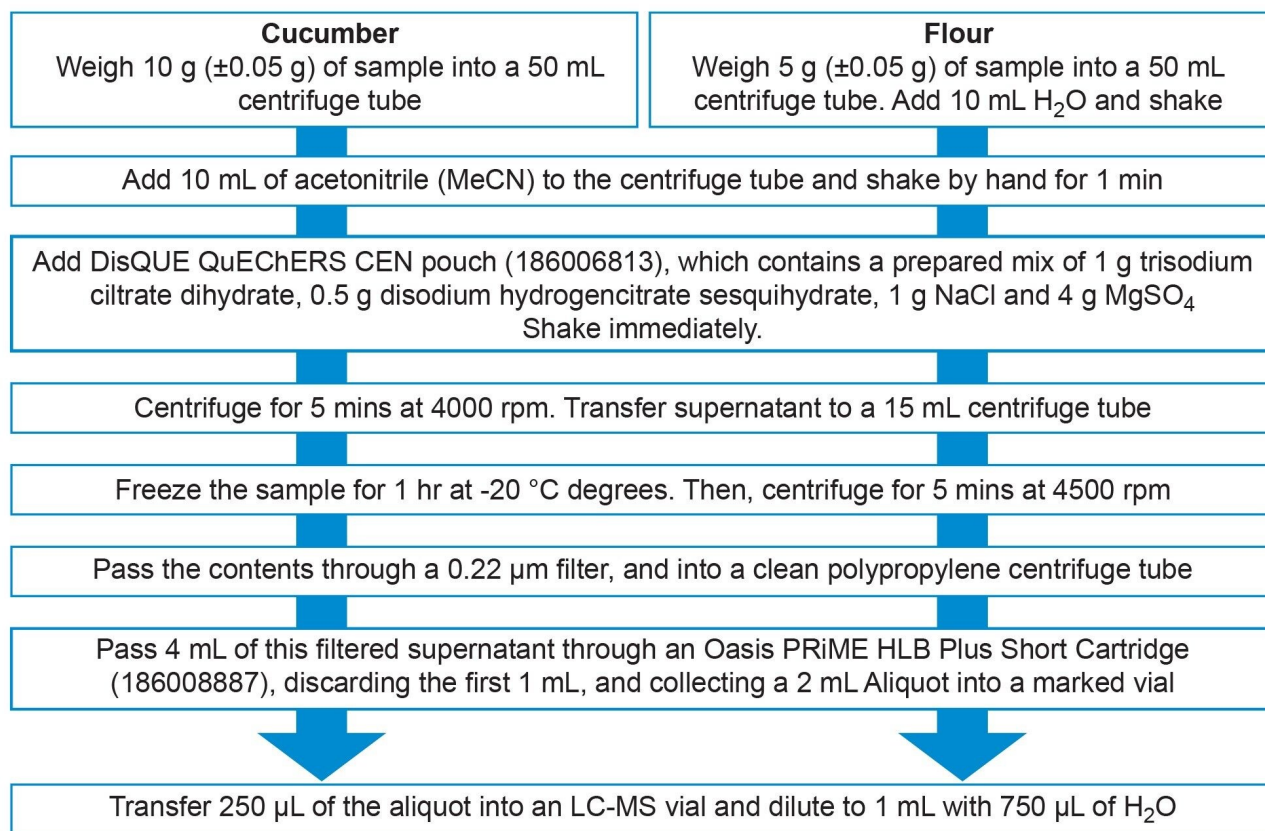 Cucumber
Weigh 10 g (±0.05 g) of sample into a 50 mL
centrifuge tube
Flour
Weigh 5 g (±0.05 g) of sample into a 50 mL
centrifuge tube. Add 10 mL H₂O and shake
Add 10 mL of acetonitrile (MeCN) to the centrifuge tube and shake by hand for 1 min
Add DisQUE QuEChERS CEN pouch (186006813), which contains a prepared mix of 1 g trisodium
ciltrate dihydrate, 0.5 g disodium hydrogencitrate sesquihydrate, 1 g NaCl and 4 g MgSO₄
Shake immediately.
Centrifuge for 5 mins at 4000 rpm. Transfer supernatant to a 15 mL centrifuge tube
Freeze the sample for 1 hr at -20 °C degrees. Then, centrifuge for 5 mins at 4500 rpm
Pass the contents through a 0.22 µm filter, and into a clean polypropylene centrifuge tube
Pass 4 mL of this filtered supernatant through an Oasis PRiME HLB Plus Short Cartridge
(186008887), discarding the first 1 mL, and collecting a 2 mL Aliquot into a marked vial
Transfer 250 µL of the aliquot into an LC-MS vial and dilute to 1 mL with 750 µL of H₂O